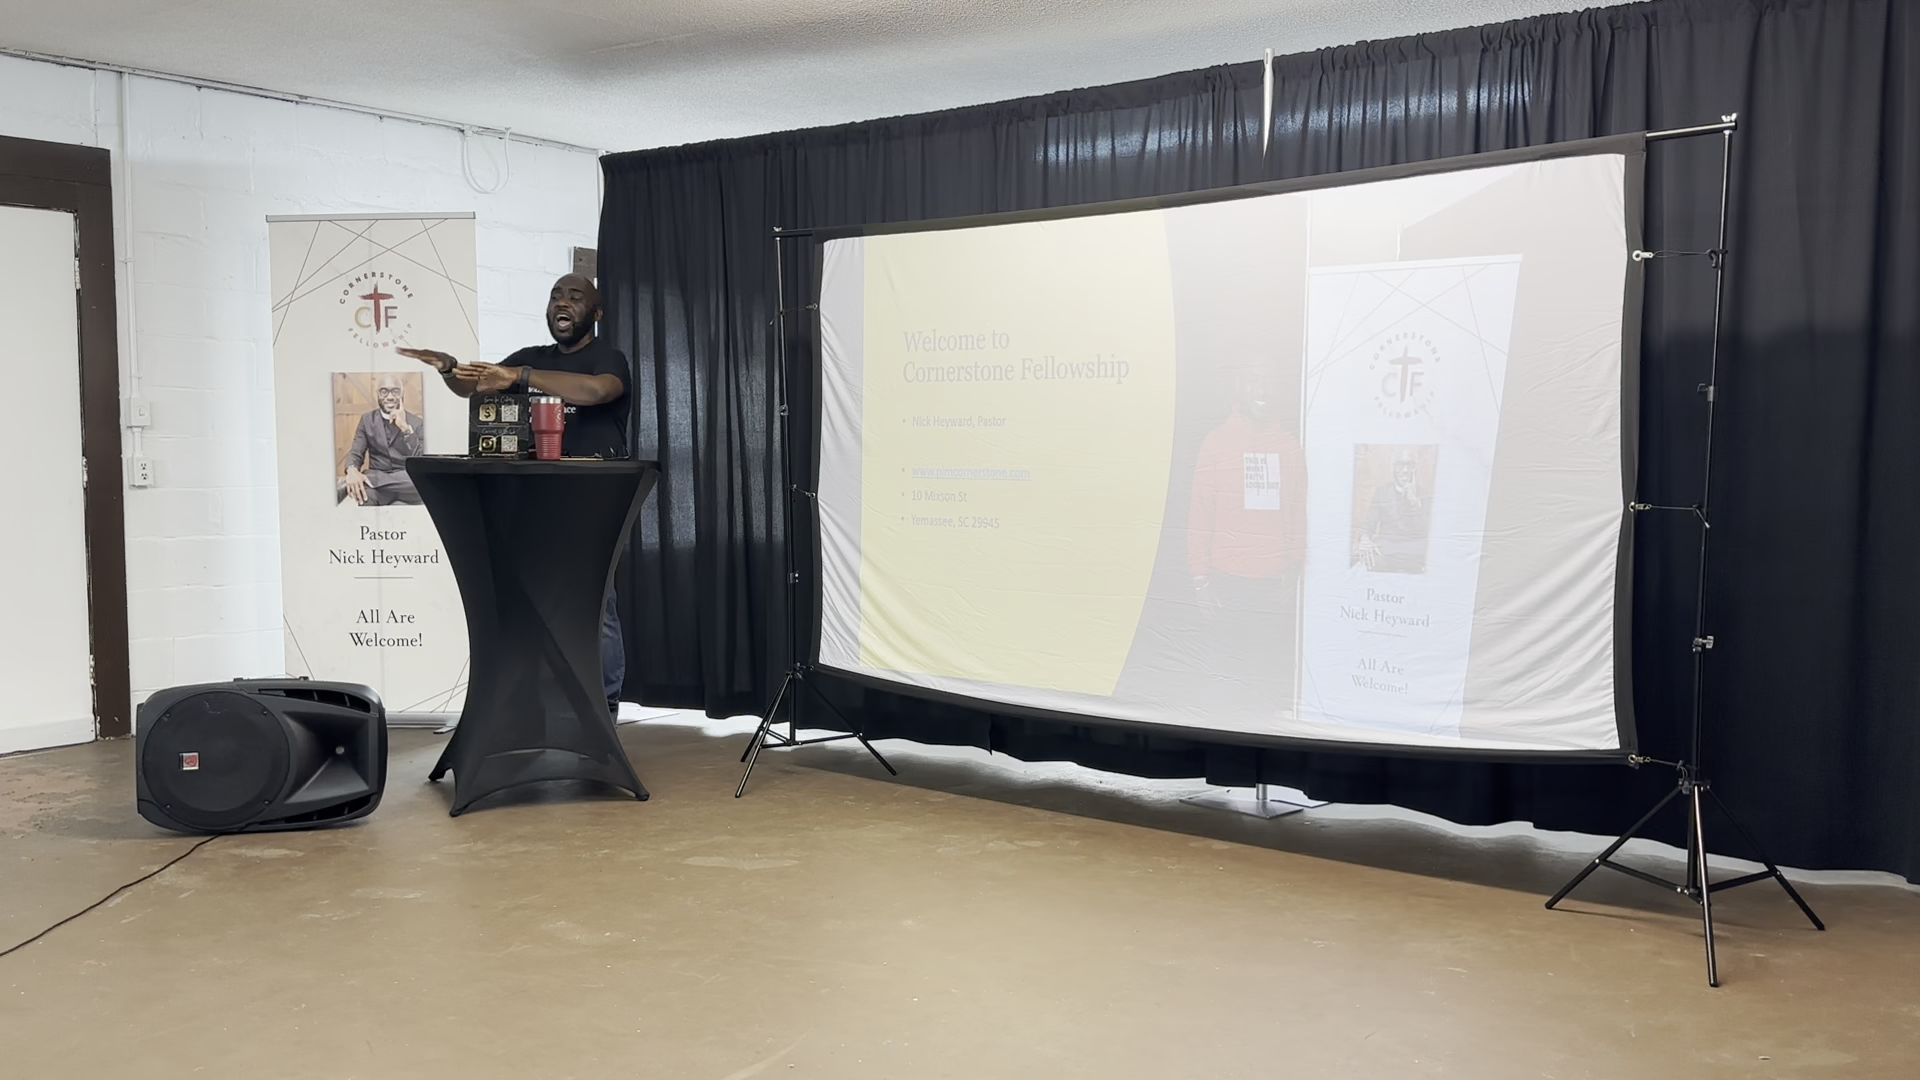 CORNERSTONE
CTF
FELLOWSHIP
Pastor
Nick Heyward
All Are
Welcome!
Welcome to
Cornerstone Fellowship
• Nick Heyward, Pastor
• 10 Mixson St
• Yemassee, SC 29945
CORNERSTONE
CTF
FELLOWSHIP
Pastor
Nick Heyward
All Are
Welcome!